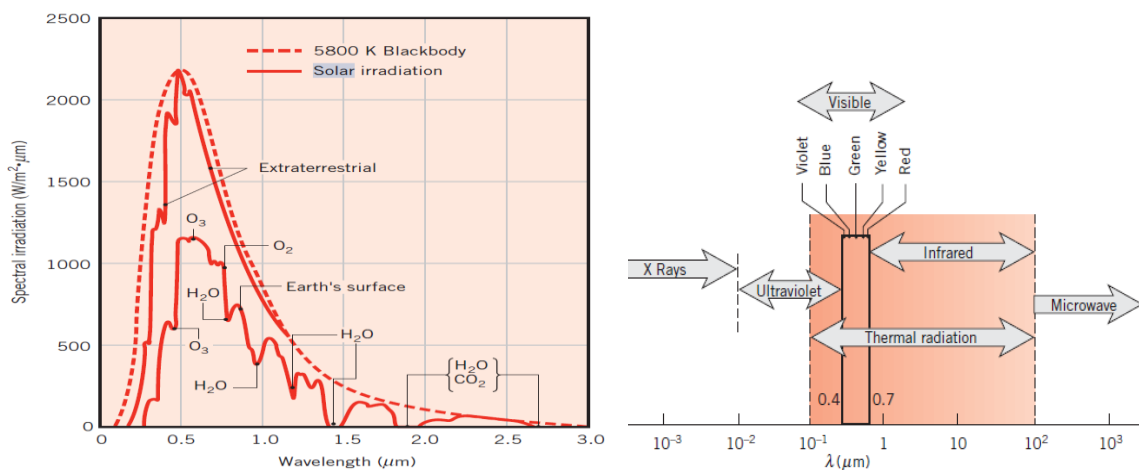 2500
2000
1500
1000
500
0
Spectral irradiation (W/m²•μm)
5800 K Blackbody
Solar irradiation
Extraterrestrial
O₃
O₂
Earth's surface
H₂O
O₃
H₂O
H₂O
H₂O
CO₂
H₂O
0
0.5
1.0
1.5
2.0
2.5
3.0
Wavelength (μm)
Visible
Violet
Blue
Green
Yellow
Red
X Rays
Ultraviolet
Infrared
Microwave
Thermal radiation
0.4
0.7
10⁻³
10⁻²
10⁻¹
1
10
10²
10³
λ(μm)